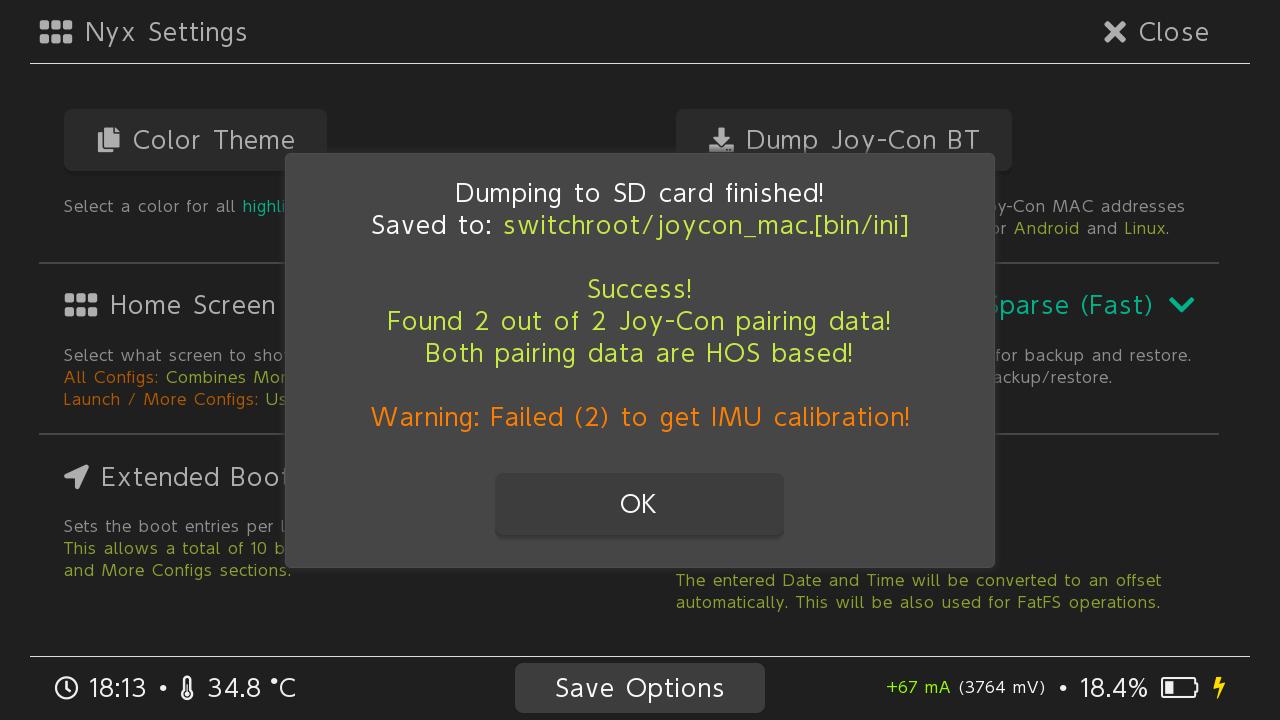 Nyx Settings
Close
Color Theme
Dump Joy-Con BT
Select a color for all
Joy-Con MAC addresses
Android and Linux.
Dumping to SD card finished!
Saved to: switchroot/joycon_mac.[bin/ini]
Success!
Found 2 out of 2 Joy-Con pairing data!
Both pairing data are HOS based!
Warning: Failed (2) to get IMU calibration!
OK
Home Screen
Sparse (Fast)
Select what screen to
for backup and restore.
All Configs: Combines
backup/restore.
Launch / More Configs:
Extended Boot
Sets the boot entries per
This allows a total of 10
and More Configs sections.
The entered Date and Time will be converted to an offset
automatically. This will be also used for FatFS operations.
18:13 • 34.8 °C
Save Options
+67 mA (3764 mV) • 18.4%